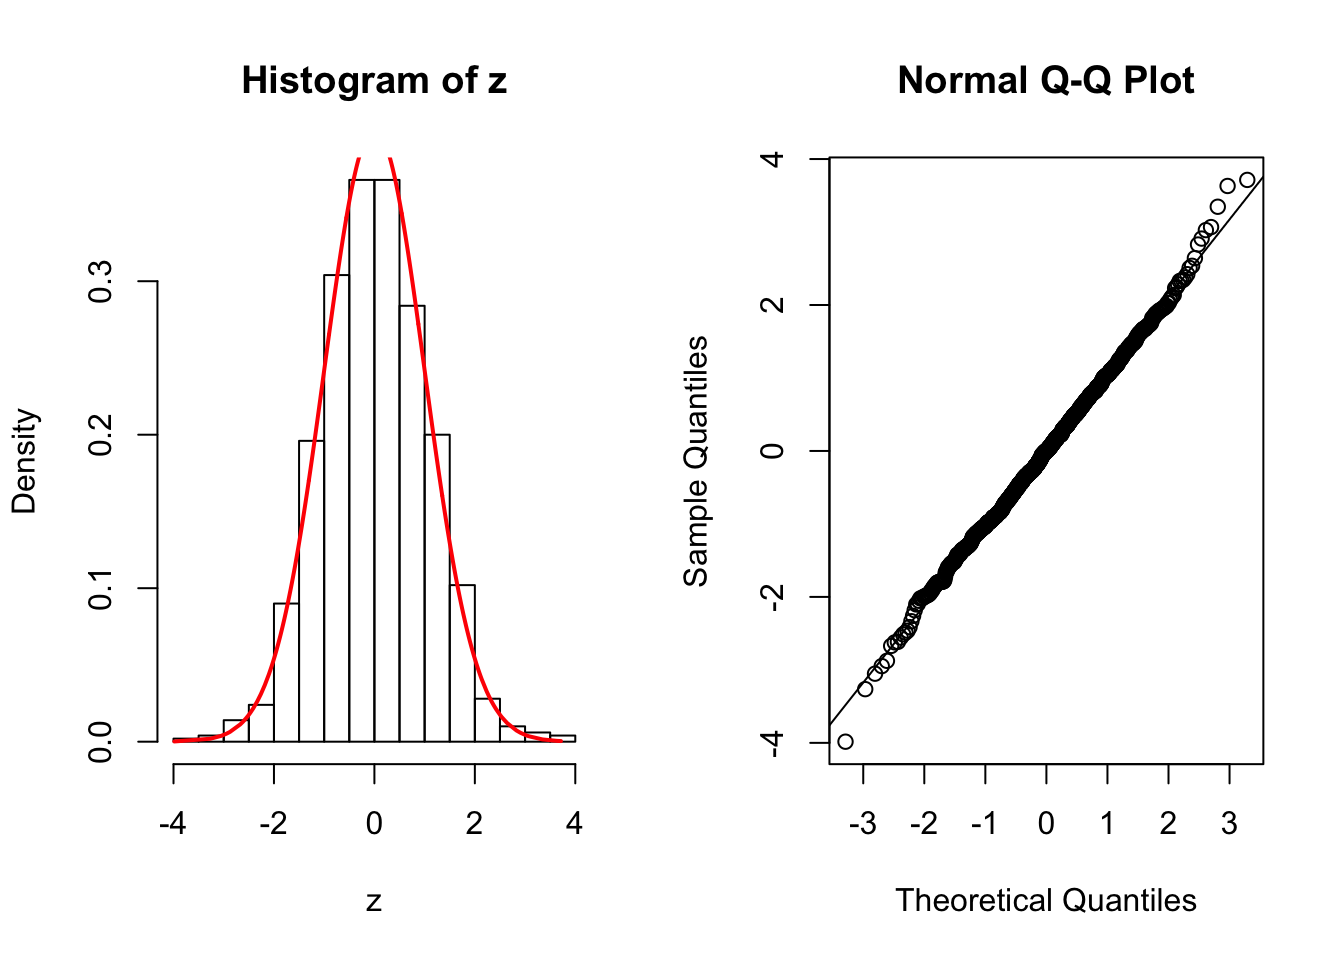 Histogram of z
Density
0.0 0.1 0.2 0.3
-4 -2 0 2 4
z
Normal Q-Q Plot
Sample Quantiles
-4 -2 0 2 4
-3 -2 -1 0 1 2 3
Theoretical Quantiles